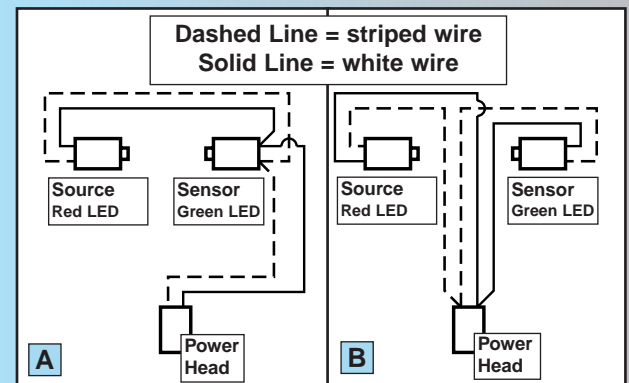 Dashed Line = striped wire
Solid Line = white wire
Source
Red LED
Sensor
Green LED
Source
Red LED
Sensor
Green LED
Power
Head
A
Power
Head
B